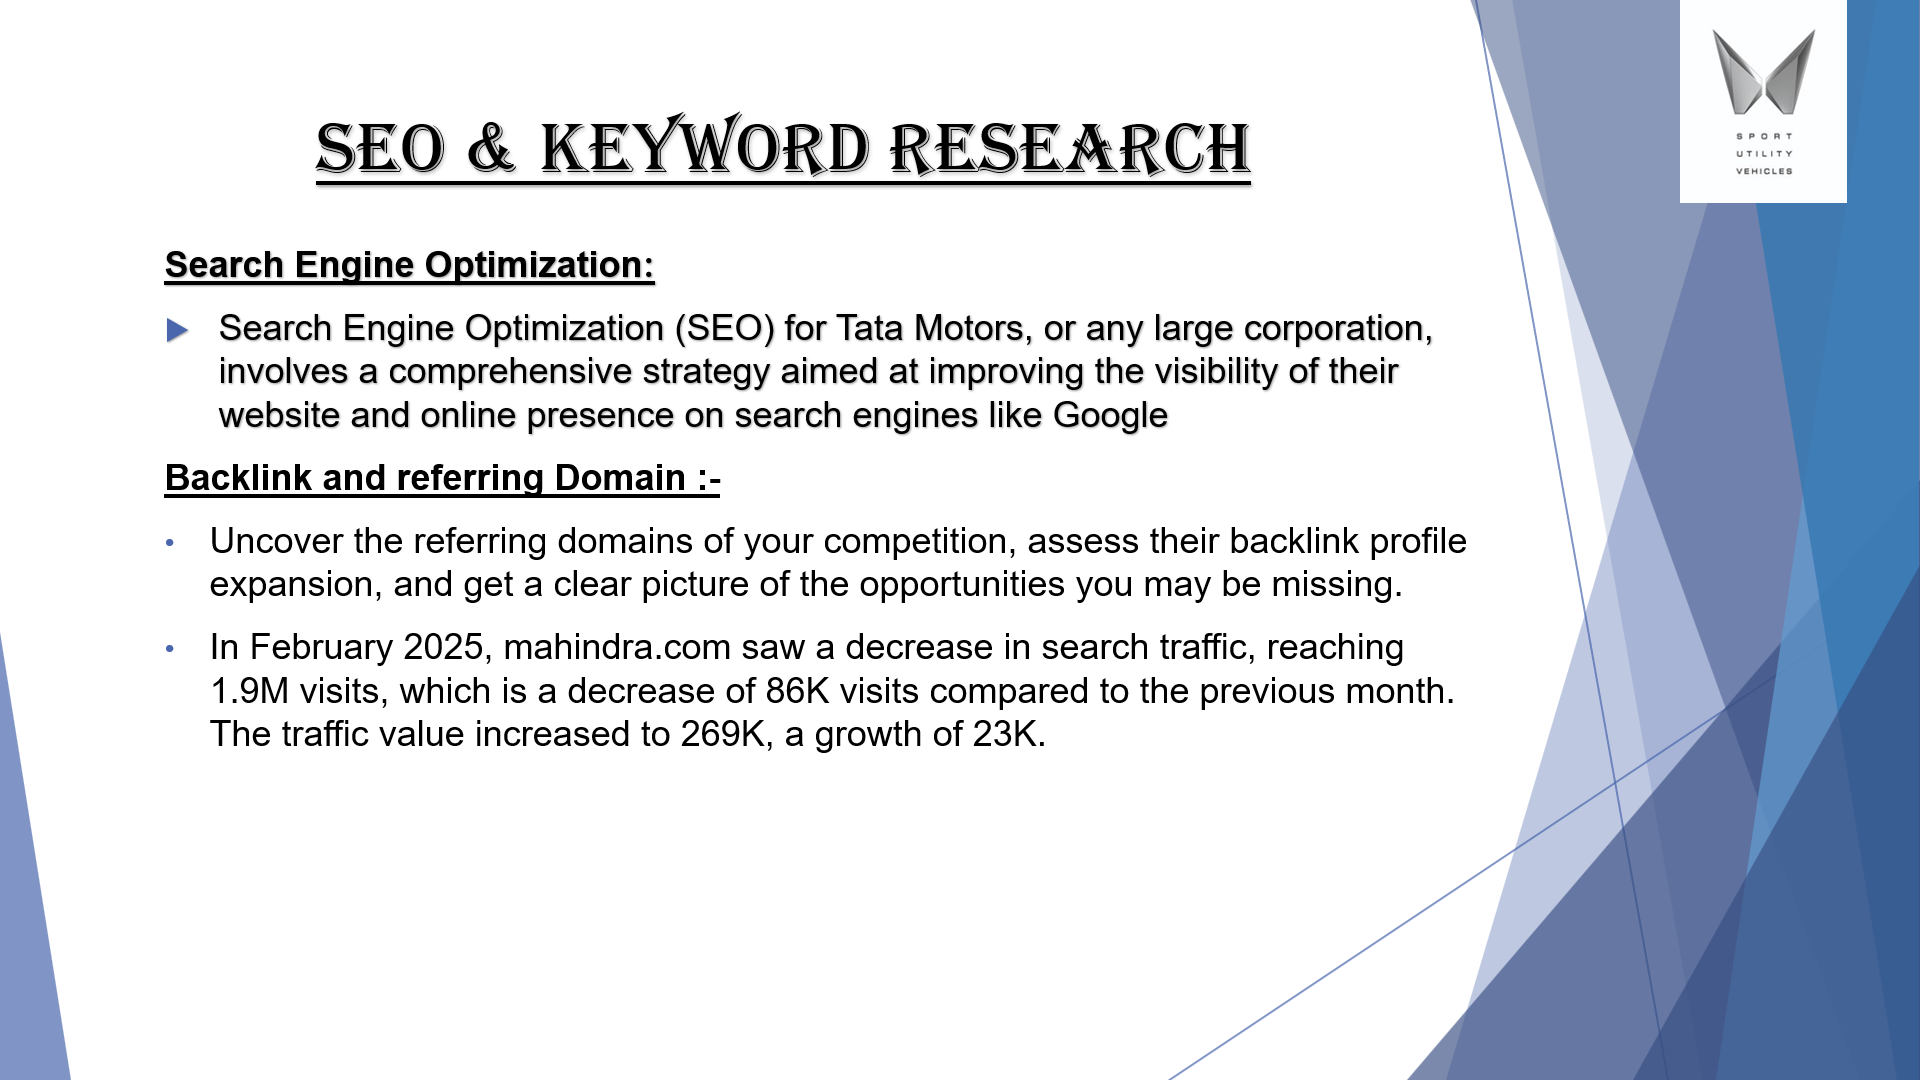 SPORT
UTILITY
VEHICLES
SEO & KEYWORD RESEARCH
Search Engine Optimization:
Search Engine Optimization (SEO) for Tata Motors, or any large corporation,
involves a comprehensive strategy aimed at improving the visibility of their
website and online presence on search engines like Google
Backlink and referring Domain :-
• Uncover the referring domains of your competition, assess their backlink profile
expansion, and get a clear picture of the opportunities you may be missing.
• In February 2025, mahindra.com saw a decrease in search traffic, reaching
1.9M visits, which is a decrease of 86K visits compared to the previous month.
The traffic value increased to 269K, a growth of 23K.